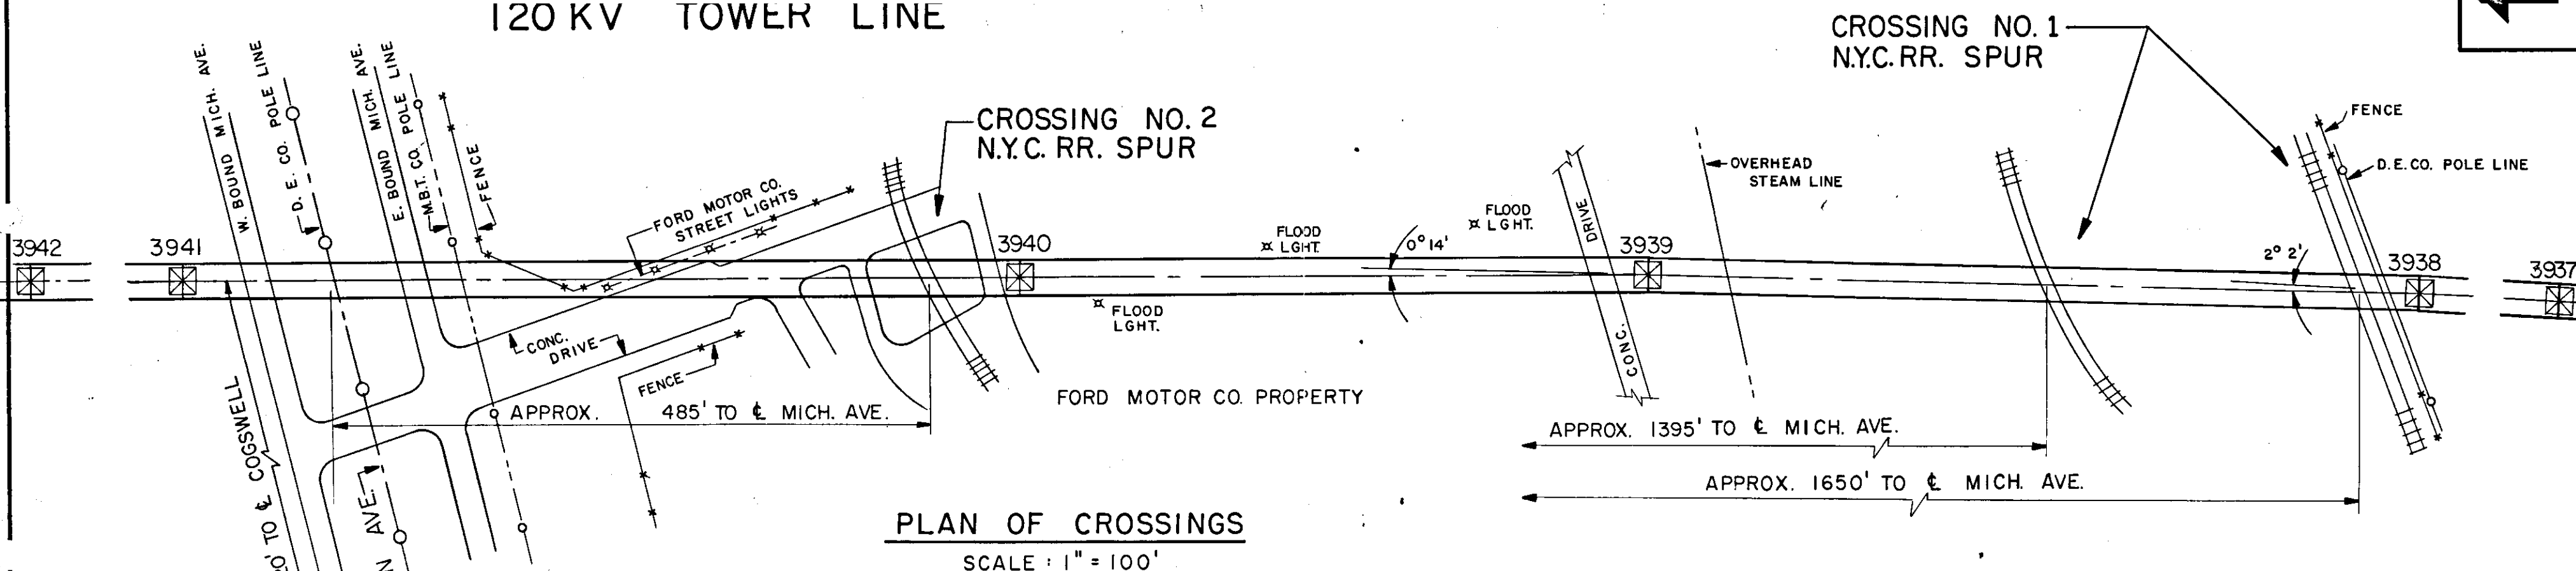 120 KV TOWER LINE
CROSSING NO. 1
N.Y.C. RR. SPUR
W. BOUND MICH. AVE.
D. E. CO. POLE LINE
E. BOUND MICH. AVE.
M.B.T. CO. POLE LINE
FENCE
CROSSING NO. 2
N.Y.C. RR. SPUR
FORD MOTOR CO.
STREET LIGHTS
OVERHEAD
STEAM LINE
FENCE
D.E.CO. POLE LINE
3942
3941
3940
FLOOD
LGHT.
FLOOD
LGHT.
0° 14'
DRIVE
3939
2° 2'
3938
3937
FLOOD
LGHT.
CONC.
DRIVE
CONC.
FENCE
FORD MOTOR CO. PROPERTY
APPROX. 485' TO ℄ MICH. AVE.
APPROX. 1395' TO ℄ MICH. AVE.
APPROX. 1650' TO ℄ MICH. AVE.
0' TO ℄ COGSWELL
N AVE.
PLAN OF CROSSINGS
SCALE : 1" = 100'